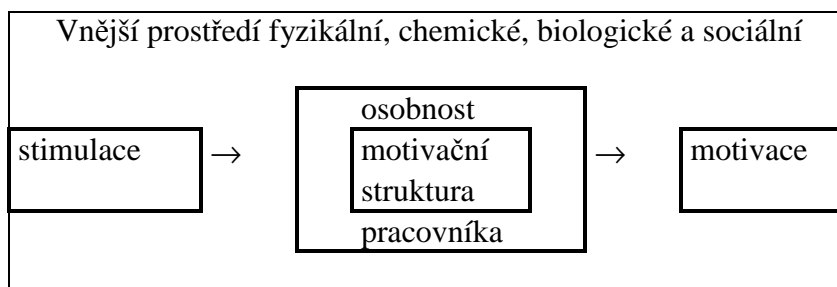 Vnější prostředí fyzikální, chemické, biologické a sociální
osobnost
stimulace → motivační → motivace
struktura
pracovníka